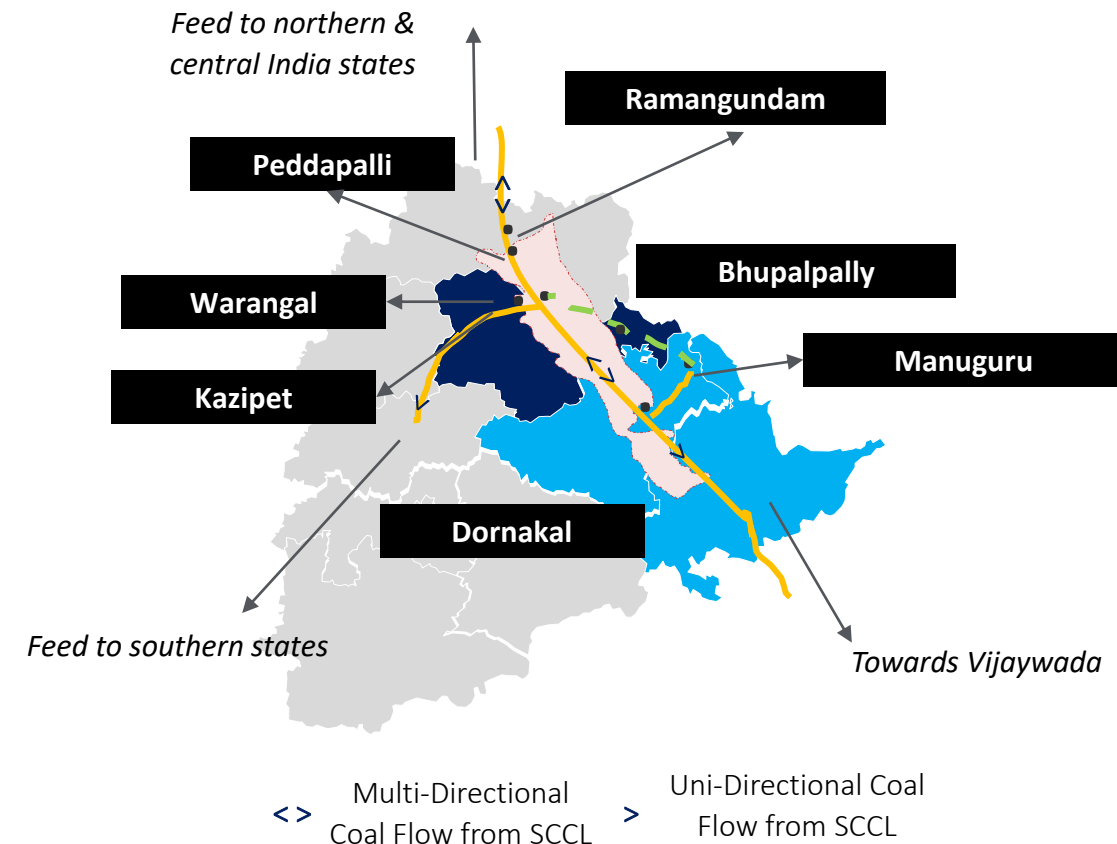 Feed to northern &
central India states
Ramangundam
Peddapalli
Bhupalpally
Warangal
Manuguru
Kazipet
Dornakal
Feed to southern states
Towards Vijaywada
<> Multi-Directional
Coal Flow from SCCL
> Uni-Directional Coal
Flow from SCCL